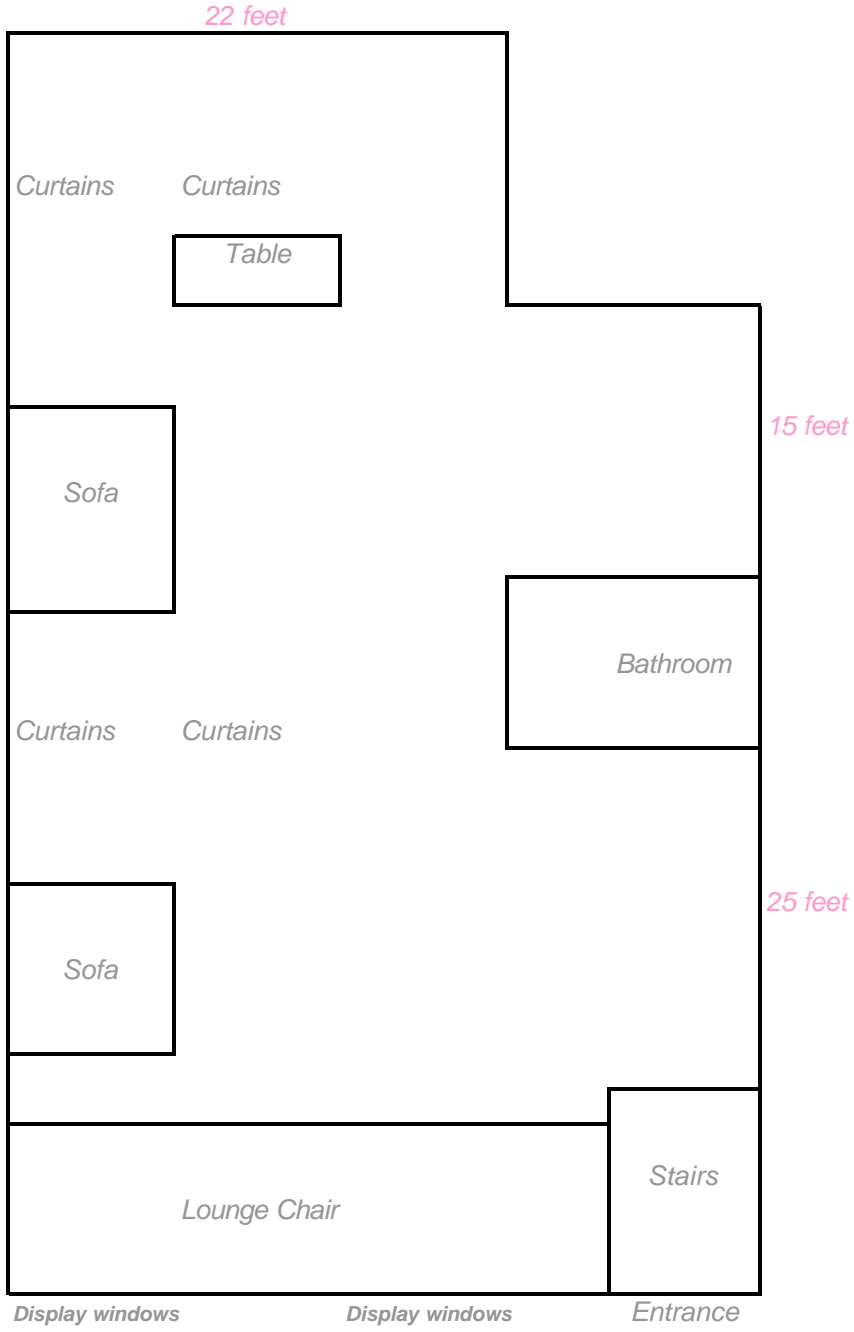 22 feet
Curtains Curtains
Table
15 feet
Sofa
Bathroom
Curtains Curtains
25 feet
Sofa
Stairs
Lounge Chair
Display windows Display windows Entrance